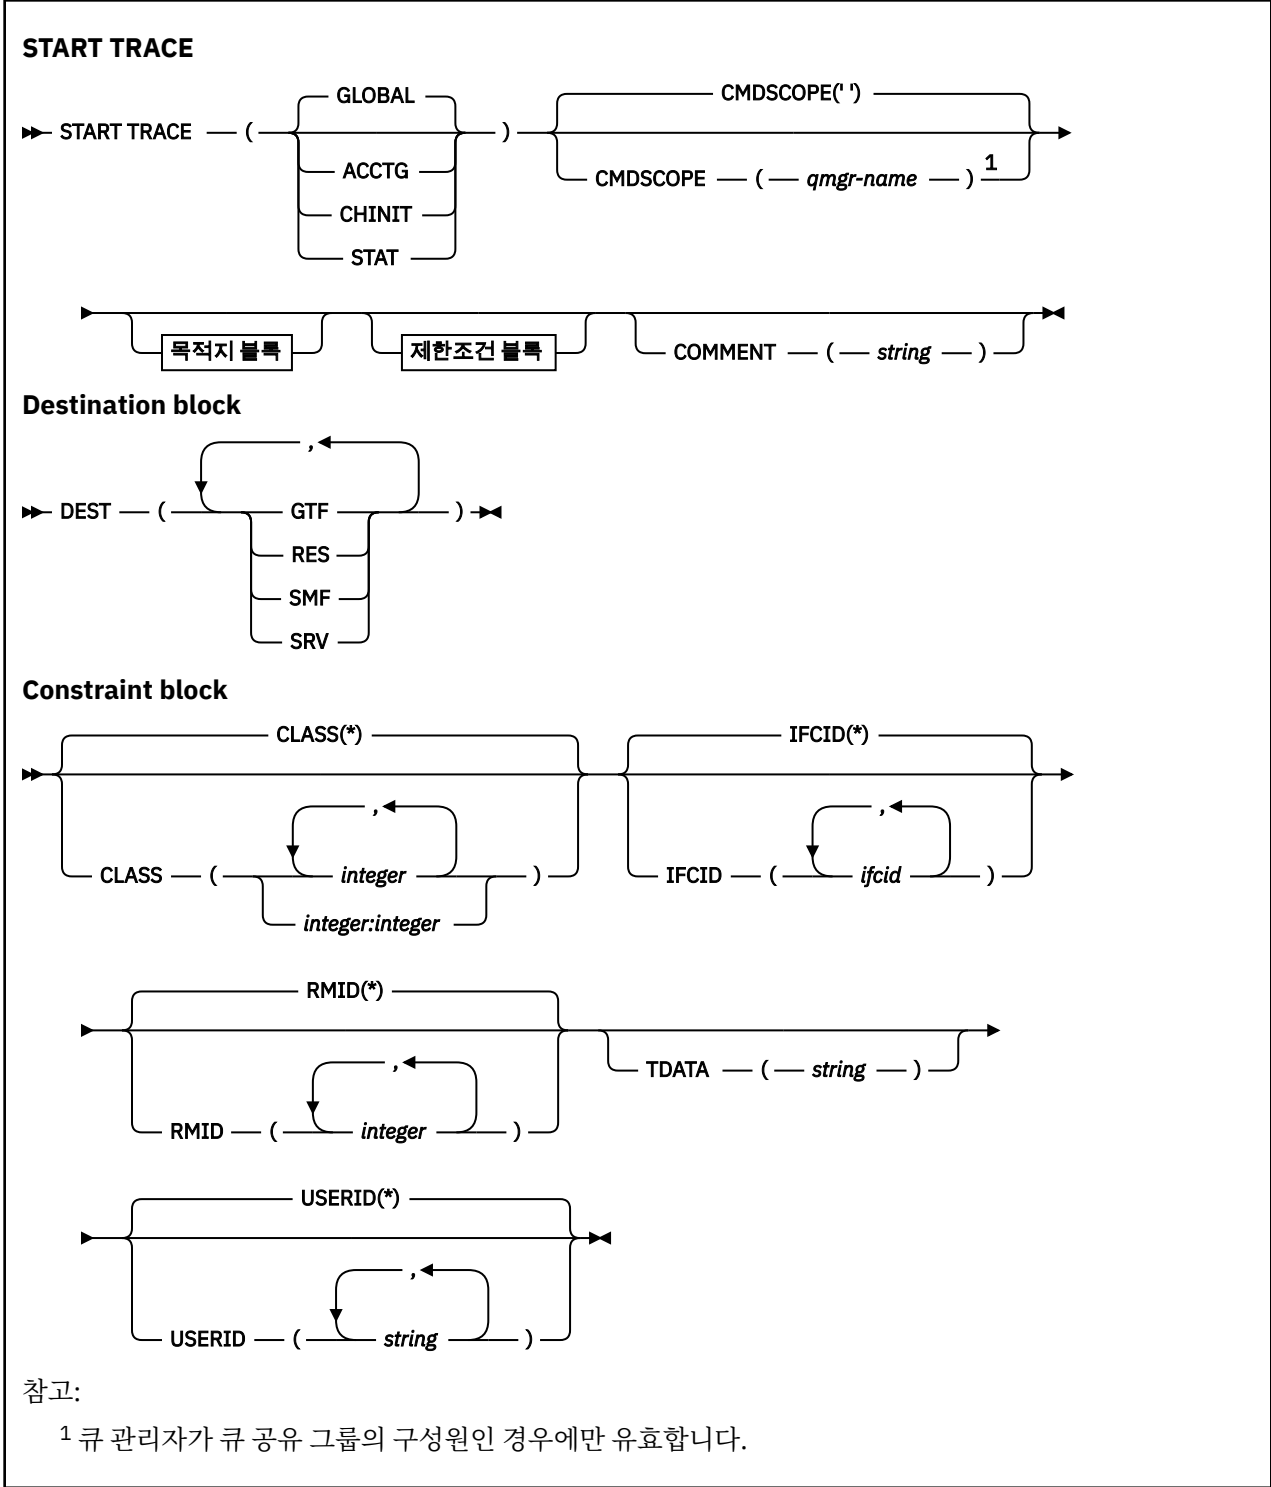 START TRACE
GLOBAL CMDSCOPE(' ')
START TRACE ( ) 
ACCTG CMDSCOPE ( qmgr-name ) 1
CHINIT
STAT
목적지 블록 제한조건 블록 COMMENT ( string )
Destination block
,
DEST ( GTF )
RES
SMF
SRV
Constraint block
CLASS(*) IFCID(*)
, ,
CLASS ( integer ) IFCID ( ifcid )
integer:integer
RMID(*)
TDATA ( string )
,
RMID ( integer )
USERID(*)
,
USERID ( string )
참고:
1 큐 관리자가 큐 공유 그룹의 구성원인 경우에만 유효합니다.